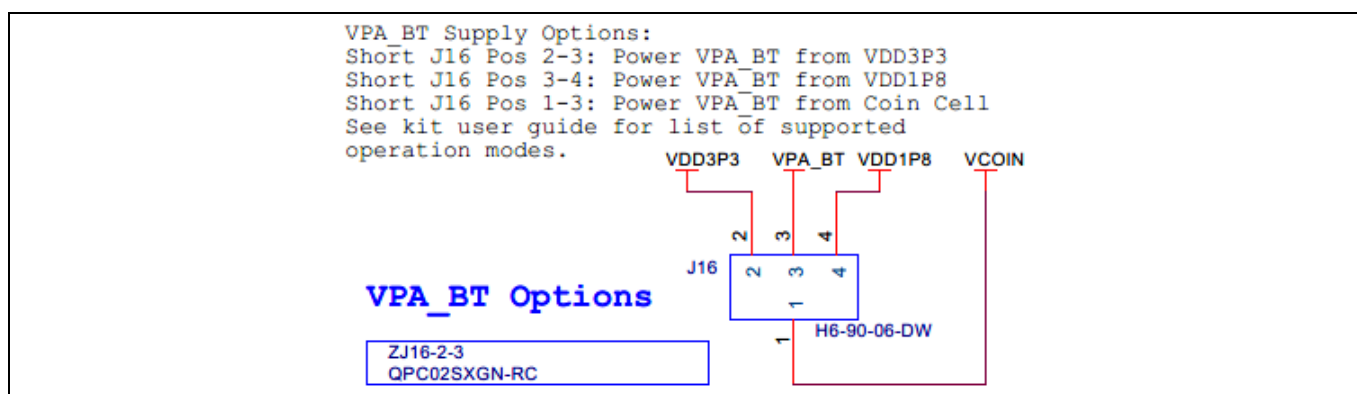 VPA_BT Supply Options:
Short J16 Pos 2-3: Power VPA_BT from VDD3P3
Short J16 Pos 3-4: Power VPA_BT from VDD1P8
Short J16 Pos 1-3: Power VPA_BT from Coin Cell
See kit user guide for list of supported
operation modes.
VDD3P3 VPA_BT VDD1P8 VCOIN
2 3 4
J16 2 3 4
1
VPA_BT Options
1 H6-90-06-DW
ZJ16-2-3
QPC02SXGN-RC